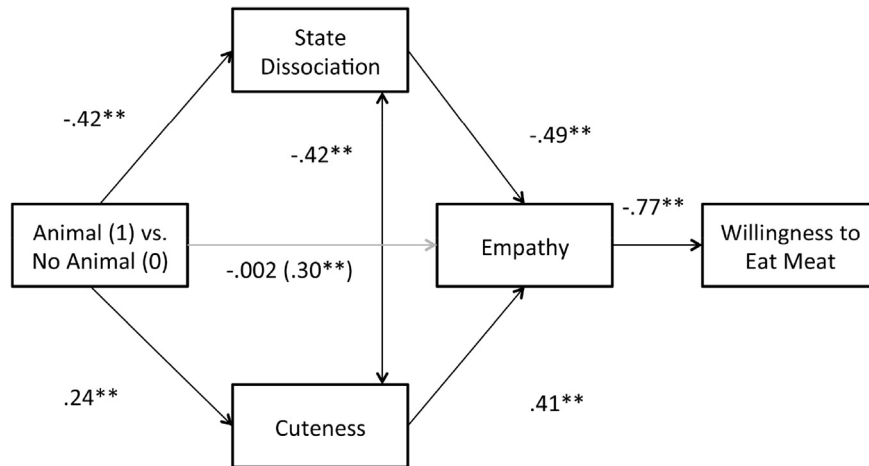 State
Dissociation
-.42**
-.42**
-.49**
-.77**
Animal (1) vs.
No Animal (0)
Empathy
Willingness to
Eat Meat
-.002 (.30**)
.24**
Cuteness
.41**